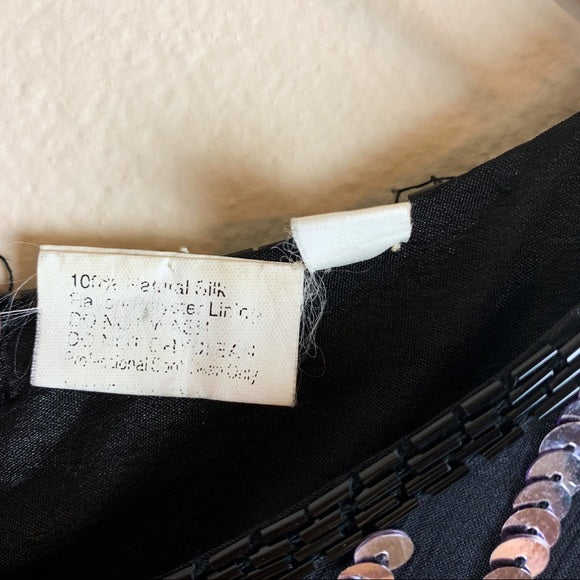 100% Natural Silk
Polyester Lining
DO NOT WASH
DO NOT DRY CLEAN
Professional Spot Clean Only